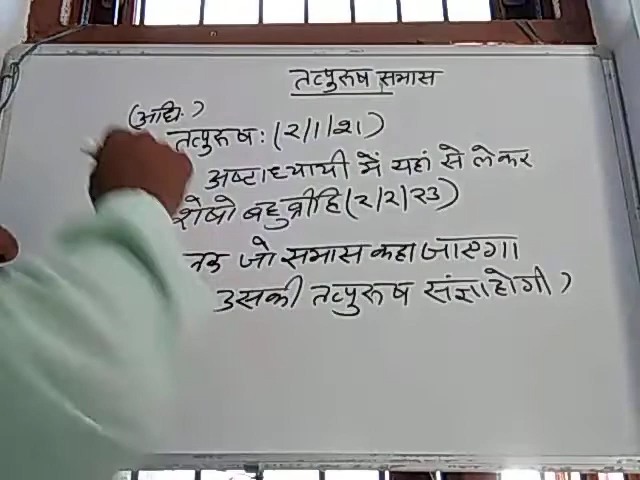 तत्पुरुष समास
(अधि.)
तत्पुरुषः (2/1/21)
अष्टाध्यायी में यहां से लेकर
शेषो बहुव्रीहि (2/2/23)
तक जो समास कहा जाएगा
उसकी तत्पुरुष संज्ञा होगी)